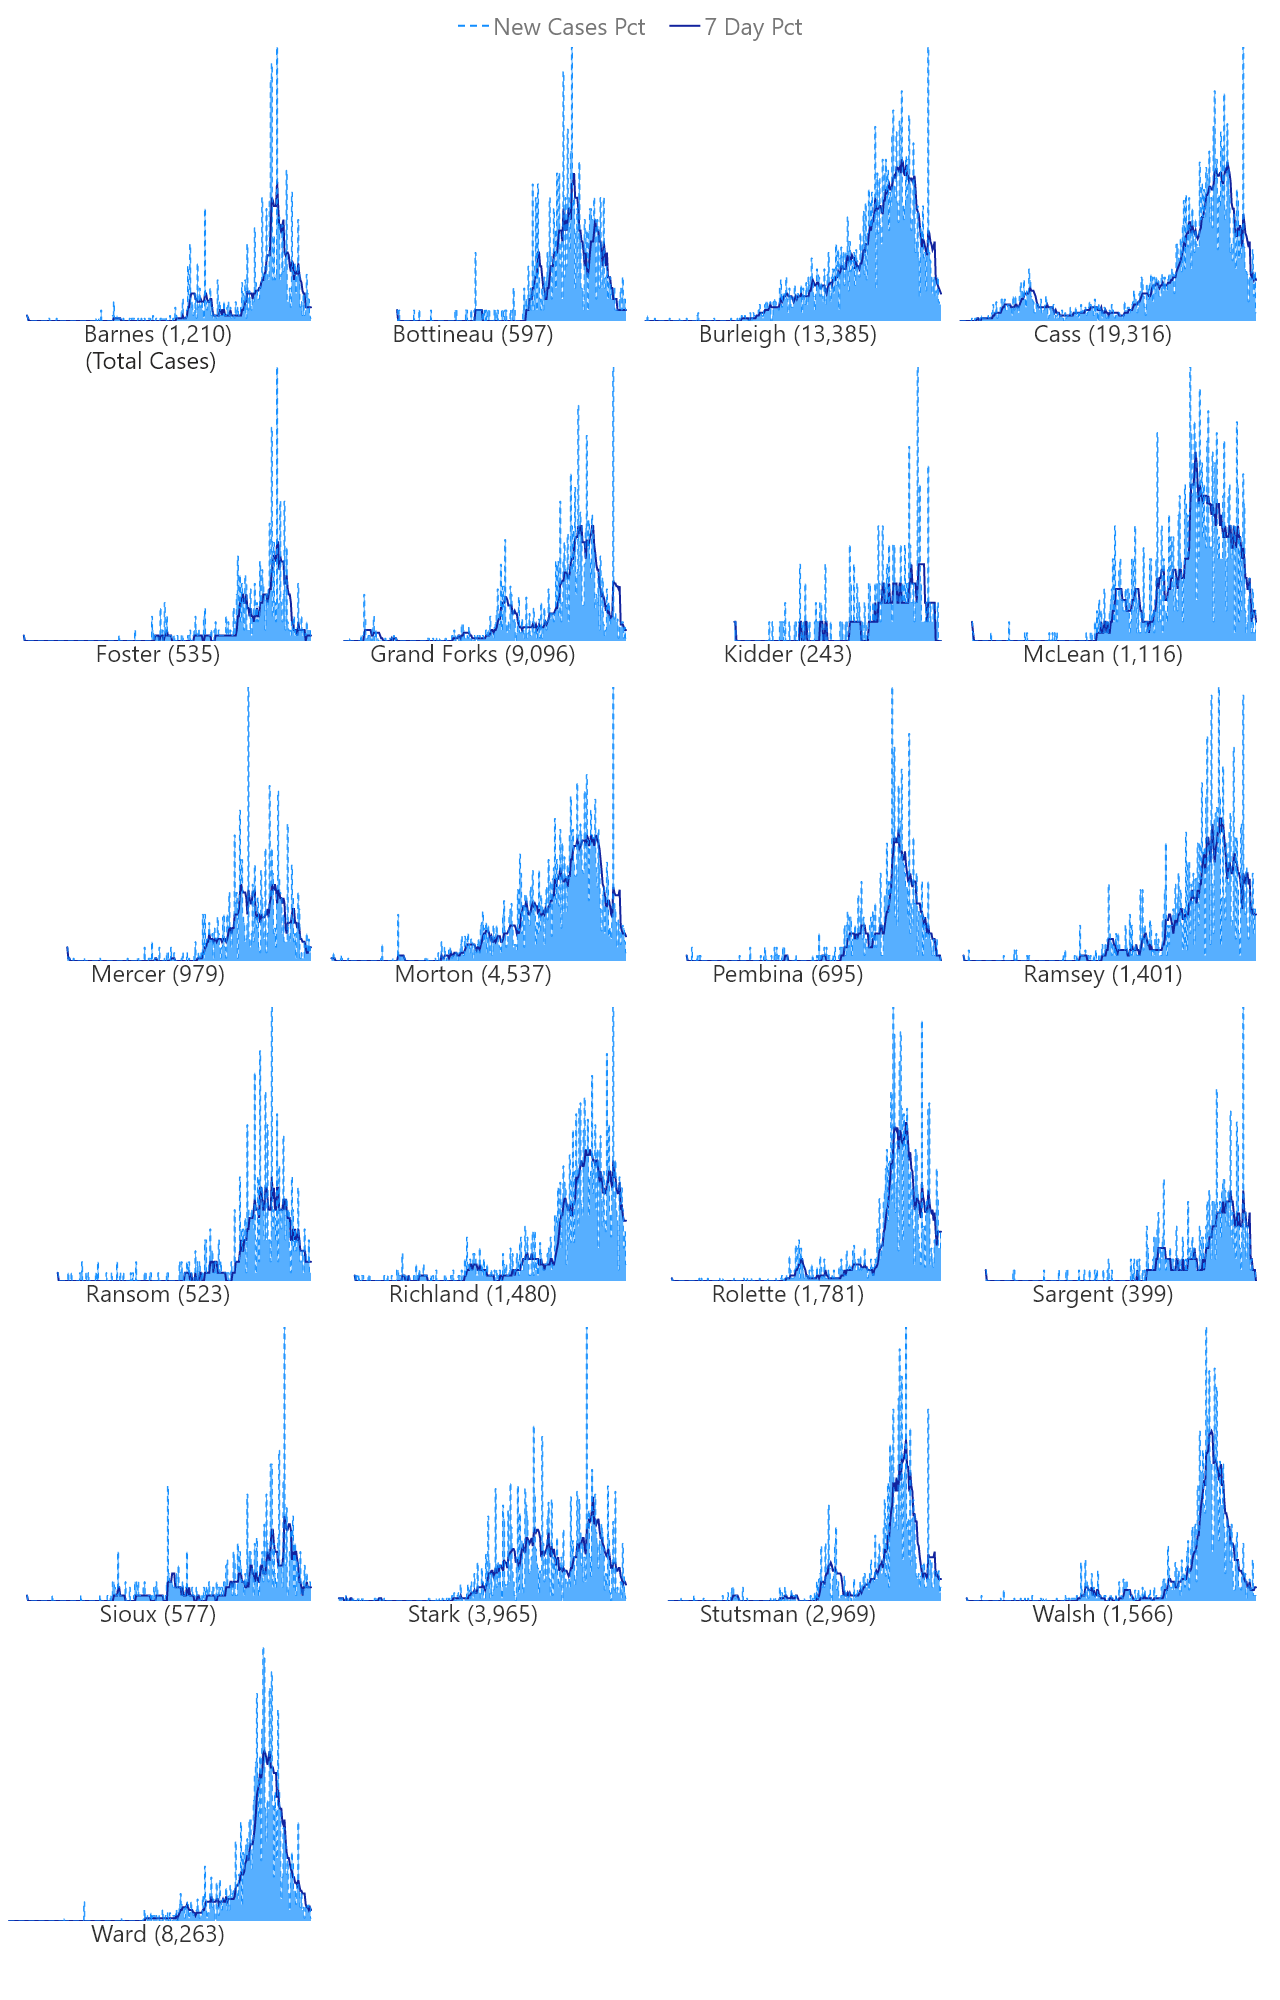 New Cases Pct 7 Day Pct
Barnes (1,210) Bottineau (597) Burleigh (13,385) Cass (19,316)
(Total Cases)
Foster (535) Grand Forks (9,096) Kidder (243) McLean (1,116)
Mercer (979) Morton (4,537) Pembina (695) Ramsey (1,401)
Ransom (523) Richland (1,480) Rolette (1,781) Sargent (399)
Sioux (577) Stark (3,965) Stutsman (2,969) Walsh (1,566)
Ward (8,263)